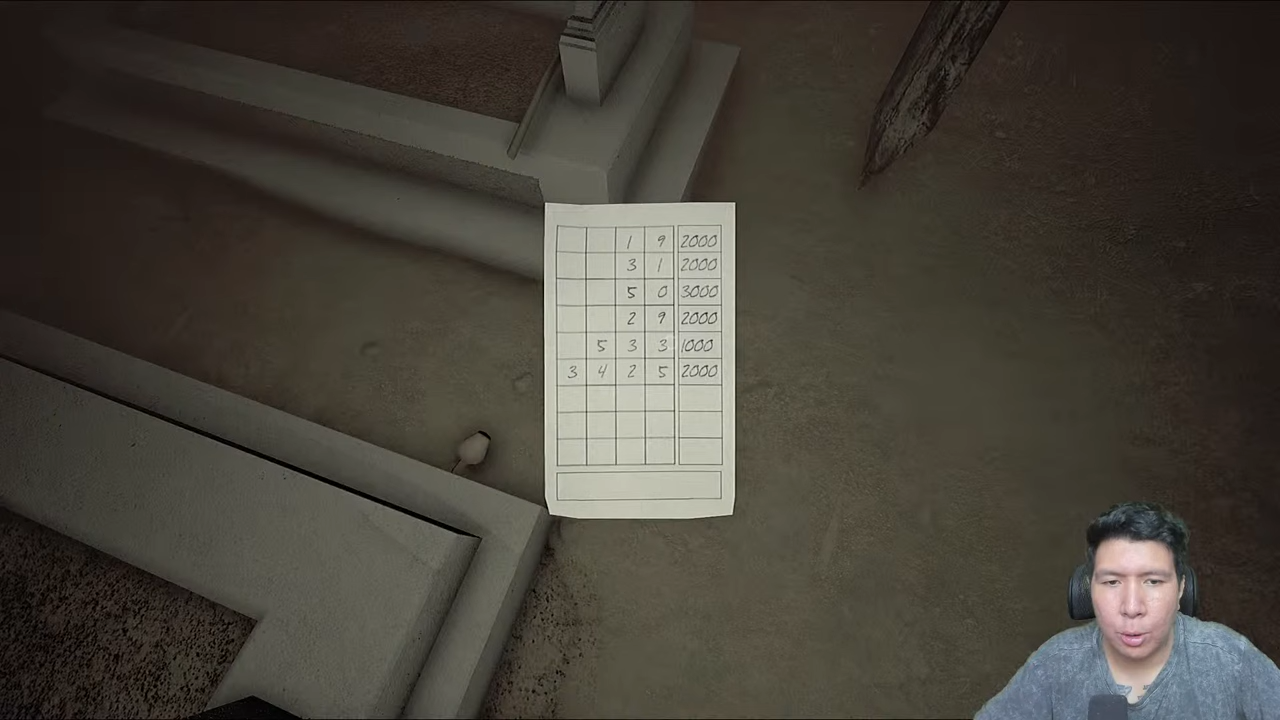 1 9 2000
3 1 2000
5 0 3000
2 9 2000
5 3 3 1000
3 4 2 5 2000